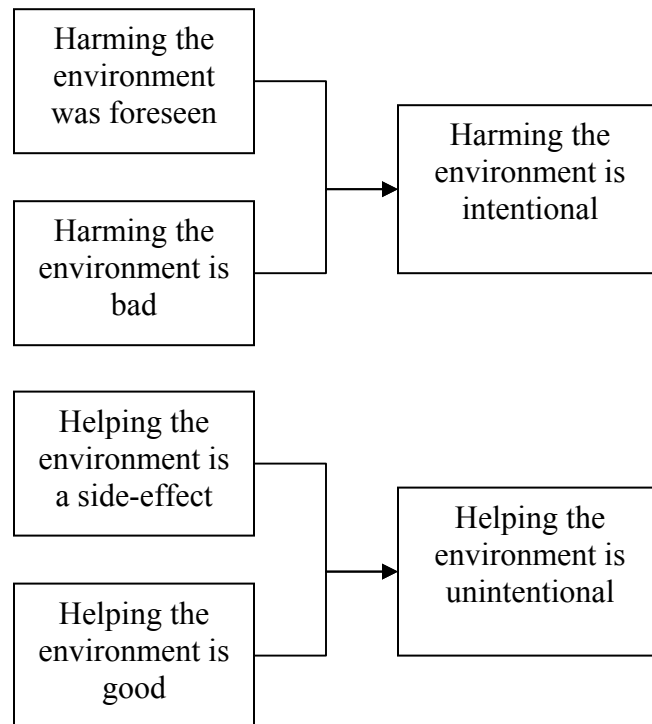 Harming the
environment
was foreseen
Harming the
environment is
bad
Harming the
environment is
intentional
Helping the
environment is
a side-effect
Helping the
environment is
good
Helping the
environment is
unintentional